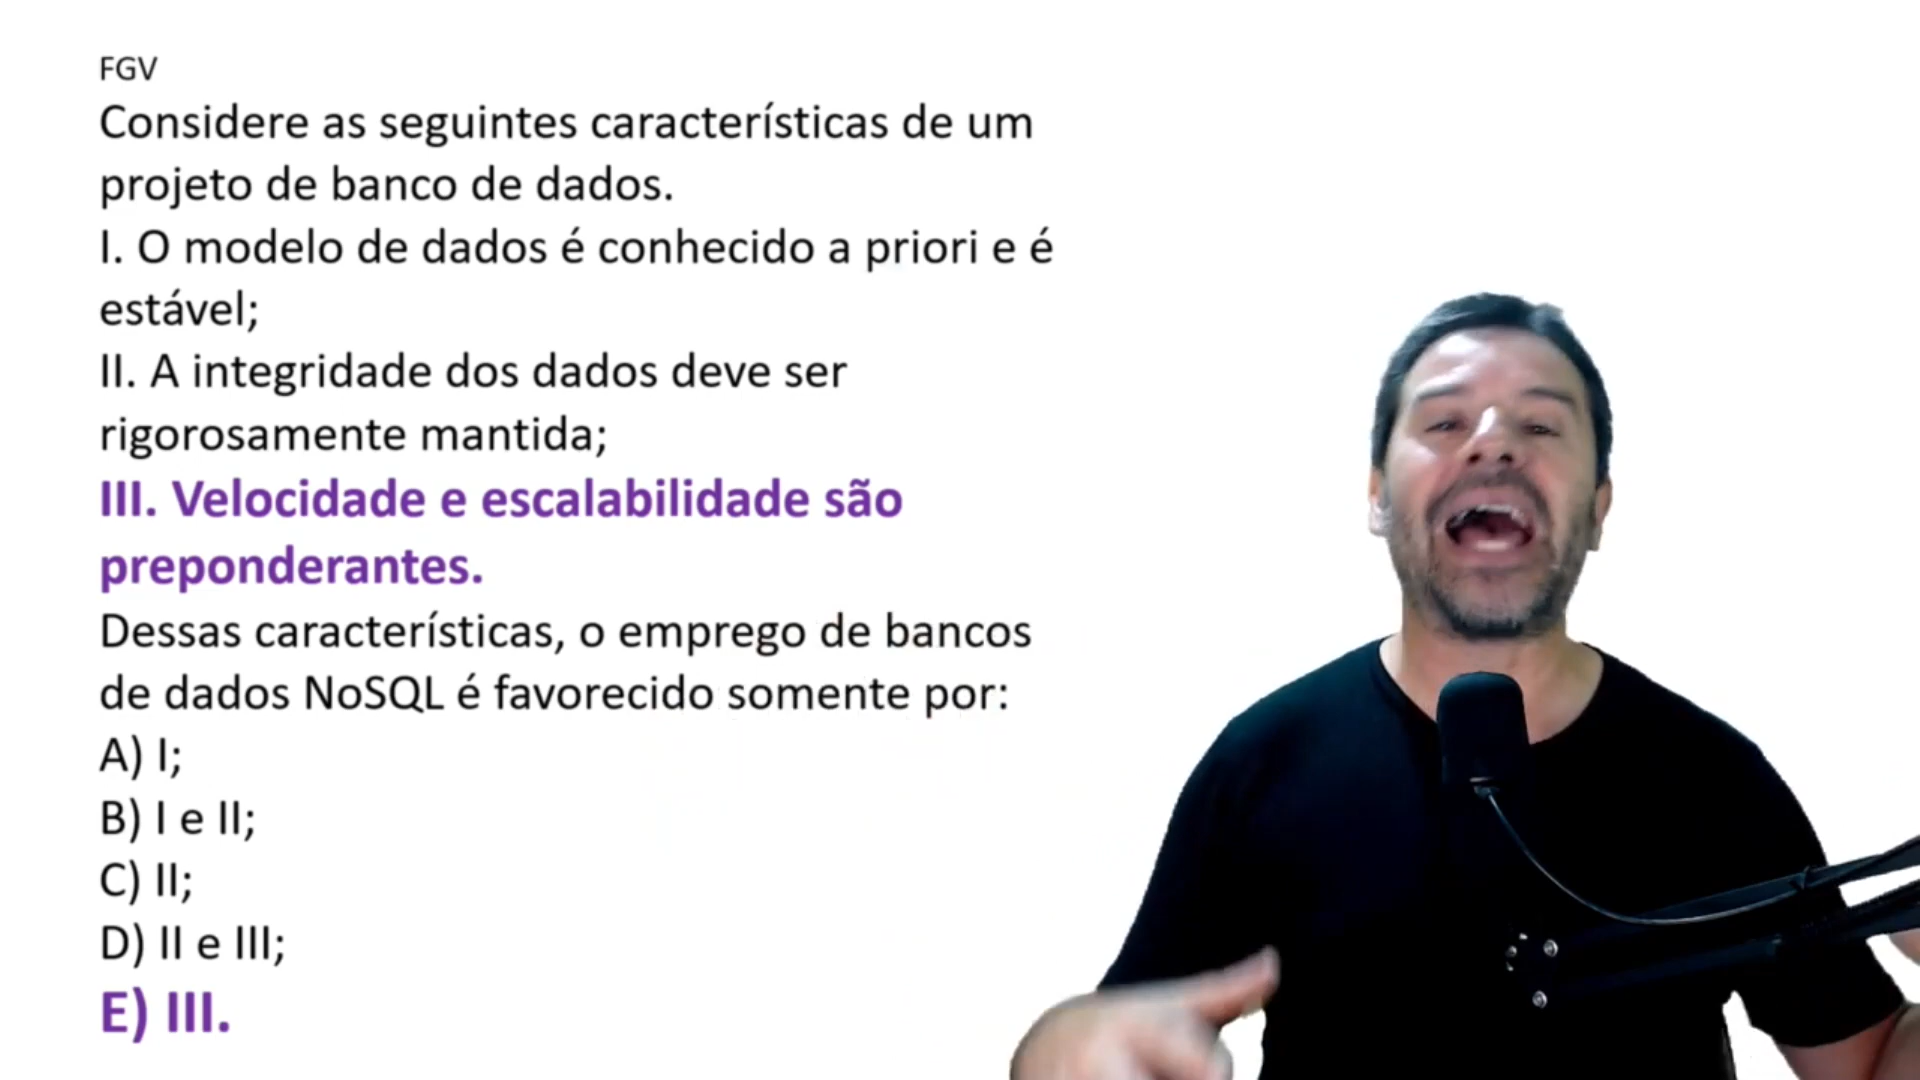 FGV
Considere as seguintes características de um
projeto de banco de dados.
I. O modelo de dados é conhecido a priori e é
estável;
II. A integridade dos dados deve ser
rigorosamente mantida;
III. Velocidade e escalabilidade são
preponderantes.
Dessas características, o emprego de bancos
de dados NoSQL é favorecido somente por:
A) I;
B) I e II;
C) II;
D) II e III;
E) III.